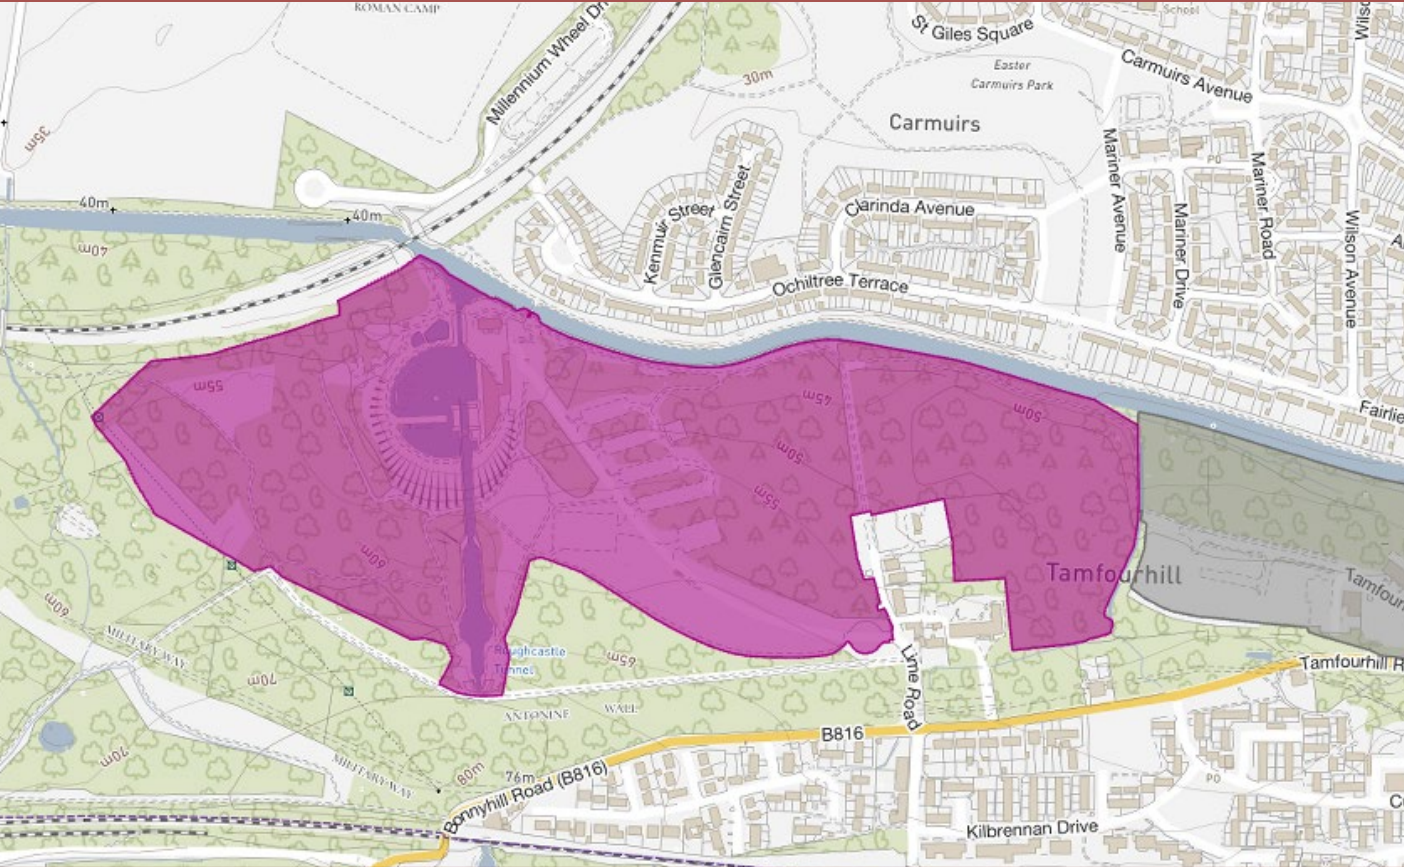 ROMAN CAMP
Millennium Wheel Dr
St Giles Square
School
Carmuirs Avenue
Wils
Easter
Carmuirs Park
30m
35m
Carmuirs
Mariner Avenue
PO
Mariner Road
Mariner Drive
Wilson Avenue
40m
40m
40m
Kenmuir Street
Glencairn Street
Clarinda Avenue
Ochiltree Terrace
Fairlie
55m
45m
50m
50m
55m
60m
60m
Tamfourhill
Tamfour
MILITARY WAY
Roughcastle
Tunnel
65m
70m
ANTONINE WALL
Lime Road
Tamfourhill R
B816
70m
MILITARY WAY
80m
76m
Bonnyhill Road (B816)
PO
Kilbrennan Drive
C